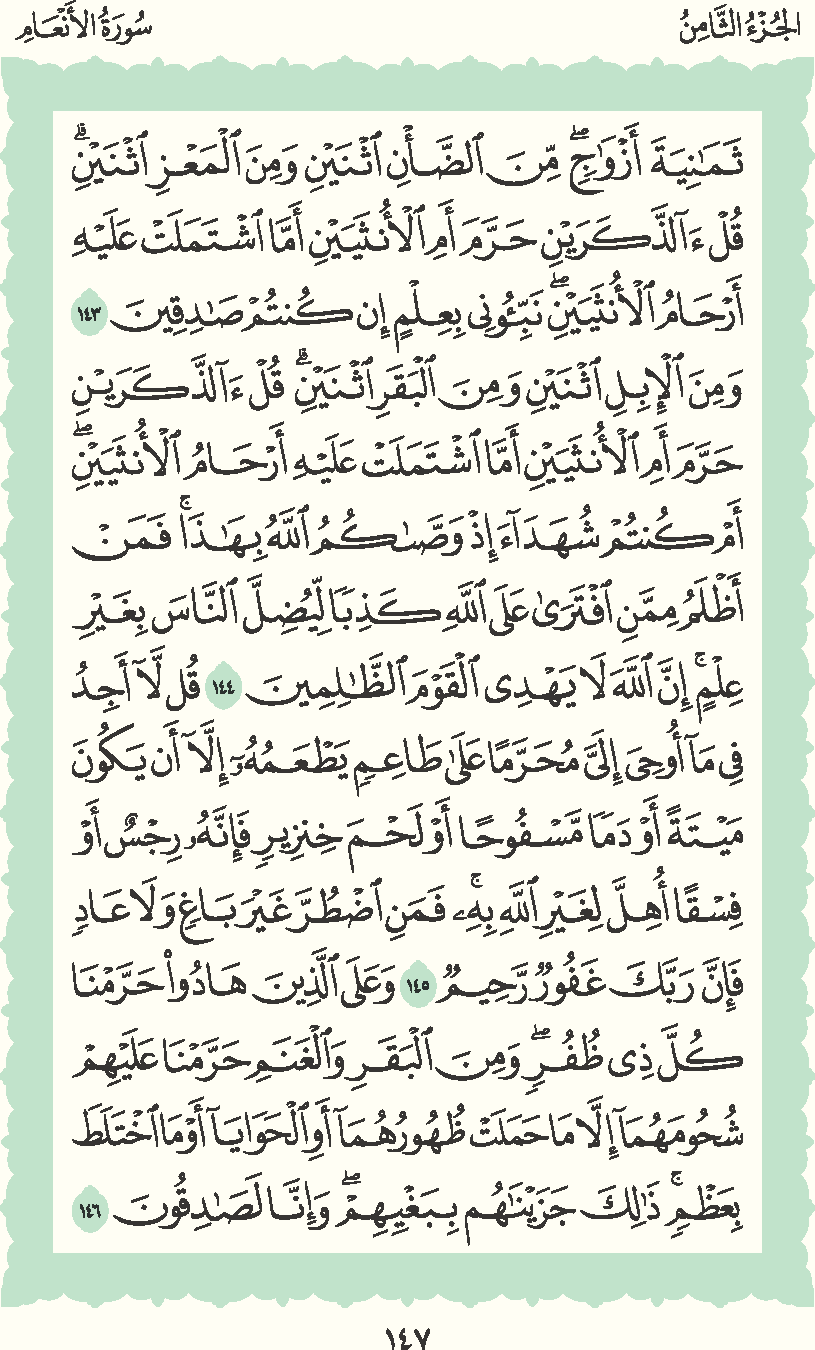 الجُزْءُ الثَّامِنُ
سُورَةُ الأَنْعَامِ
ثَمَٰنِيَةَ أَزْوَٰجٖۖ مِّنَ ٱلضَّأْنِ ٱثْنَيْنِ وَمِنَ ٱلْمَعْزِ ٱثْنَيْنِۗ
قُلْ ءَآلذَّكَرَيْنِ حَرَّمَ أَمِ ٱلْأُنثَيَيْنِ أَمَّا ٱشْتَمَلَتْ عَلَيْهِ
أَرْحَامُ ٱلْأُنثَيَيْنِۖ نَبِّـُٔونِى بِعِلْمٍ إِن كُنتُمْ صَٰدِقِينَ ١٤٣
وَمِنَ ٱلْإِبِلِ ٱثْنَيْنِ وَمِنَ ٱلْبَقَرِ ٱثْنَيْنِۗ قُلْ ءَآلذَّكَرَيْنِ
حَرَّمَ أَمِ ٱلْأُنثَيَيْنِ أَمَّا ٱشْتَمَلَتْ عَلَيْهِ أَرْحَامُ ٱلْأُنثَيَيْنِۖ
أَمْ كُنتُمْ شُهَدَآءَ إِذْ وَصَّىٰكُمُ ٱللَّهُ بِهَٰذَاۚ فَمَنْ
أَظْلَمُ مِمَّنِ ٱفْتَرَىٰ عَلَى ٱللَّهِ كَذِبًا لِّيُضِلَّ ٱلنَّاسَ بِغَيْرِ
عِلْمٍۚ إِنَّ ٱللَّهَ لَا يَهْدِى ٱلْقَوْمَ ٱلظَّٰلِمِينَ ١٤٤ قُل لَّآ أَجِدُ
فِى مَآ أُوحِىَ إِلَىَّ مُحَرَّمًا عَلَىٰ طَاعِمٍ يَطْعَمُهُۥٓ إِلَّآ أَن يَكُونَ
مَيْتَةً أَوْ دَمًا مَّسْفُوحًا أَوْ لَحْمَ خِنزِيرٍ فَإِنَّهُۥ رِجْسٌ أَوْ
فِسْقًا أُهِلَّ لِغَيْرِ ٱللَّهِ بِهِۦۚ فَمَنِ ٱضْطُرَّ غَيْرَ بَاغٍ وَلَا عَادٍ
فَإِنَّ رَبَّكَ غَفُورٌ رَّحِيمٌ ١٤٥ وَعَلَى ٱلَّذِينَ هَادُوا۟ حَرَّمْنَا
كُلَّ ذِى ظُفُرٍۖ وَمِنَ ٱلْبَقَرِ وَٱلْغَنَمِ حَرَّمْنَا عَلَيْهِمْ
شُحُومَهُمَآ إِلَّا مَا حَمَلَتْ ظُهُورُهُمَآ أَوِ ٱلْحَوَايَآ أَوْ مَا ٱخْتَلَطَ
بِعَظْمٍۚ ذَٰلِكَ جَزَيْنَٰهُم بِبَغْيِهِمْۖ وَإِنَّا لَصَٰدِقُونَ ١٤٦
١٤٧